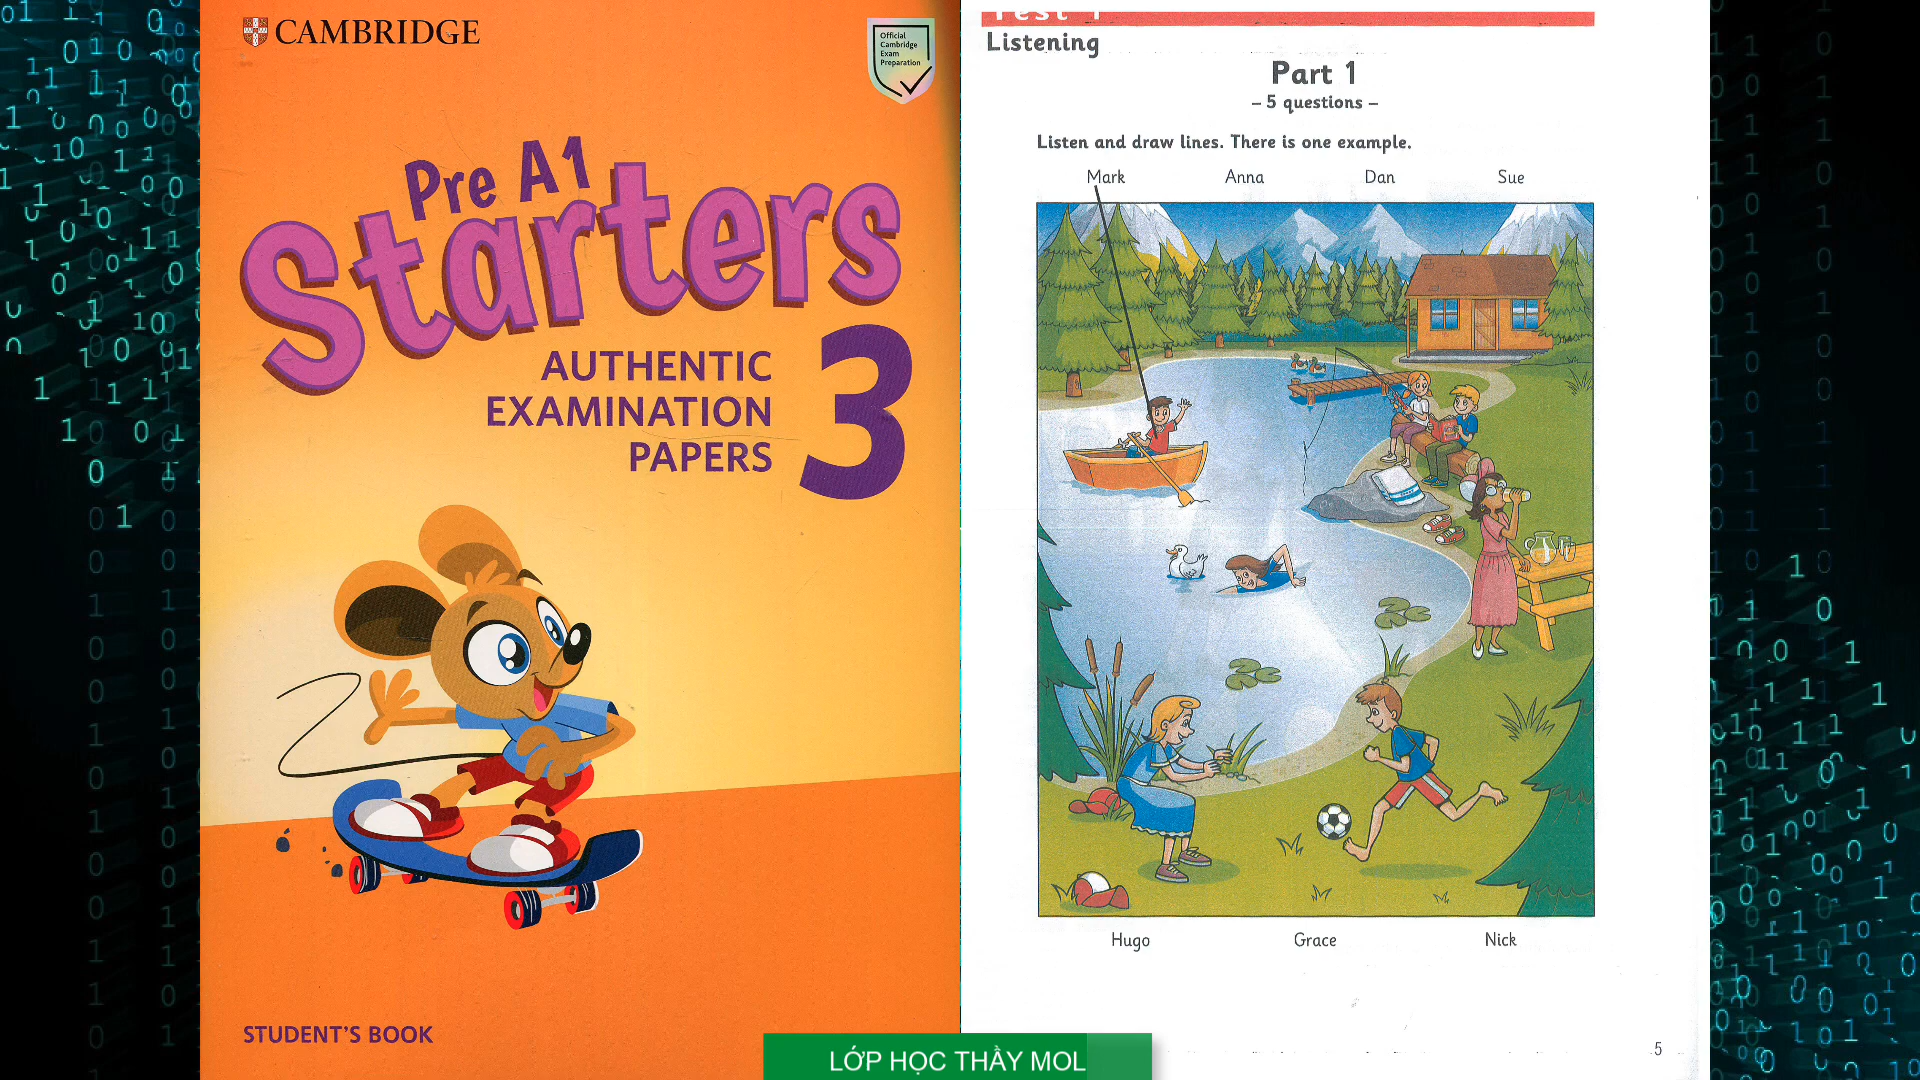 CAMBRIDGE
Official
Cambridge
Exam
Preparation
Pre A1
Starters
3
AUTHENTIC
EXAMINATION
PAPERS
STUDENT'S BOOK
Test 1
Listening
Part 1
– 5 questions –
Listen and draw lines. There is one example.
Mark Anna Dan Sue
Hugo Grace Nick
5
LỚP HỌC THẦY MOL